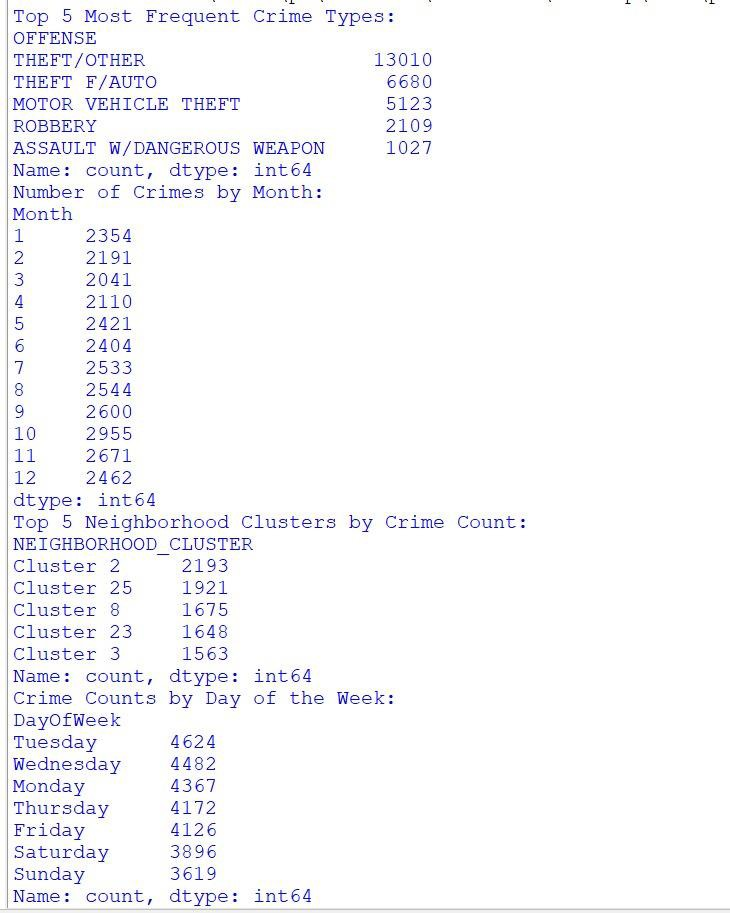 Top 5 Most Frequent Crime Types:
OFFENSE
THEFT/OTHER                   13010
THEFT F/AUTO                   6680
MOTOR VEHICLE THEFT            5123
ROBBERY                        2109
ASSAULT W/DANGEROUS WEAPON     1027
Name: count, dtype: int64
Number of Crimes by Month:
Month
1     2354
2     2191
3     2041
4     2110
5     2421
6     2404
7     2533
8     2544
9     2600
10    2955
11    2671
12    2462
dtype: int64
Top 5 Neighborhood Clusters by Crime Count:
NEIGHBORHOOD_CLUSTER
Cluster 2     2193
Cluster 25    1921
Cluster 8     1675
Cluster 23    1648
Cluster 3     1563
Name: count, dtype: int64
Crime Counts by Day of the Week:
DayOfWeek
Tuesday      4624
Wednesday    4482
Monday       4367
Thursday     4172
Friday       4126
Saturday     3896
Sunday       3619
Name: count, dtype: int64